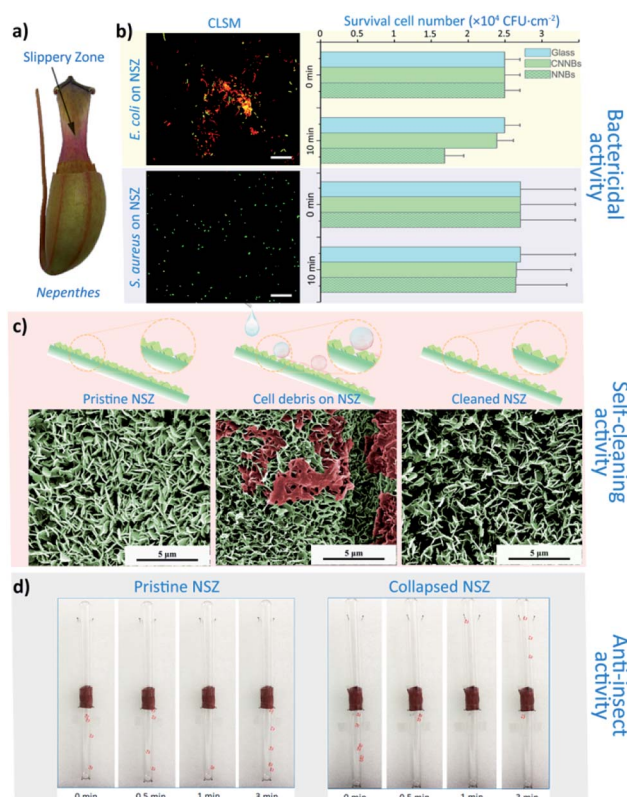 a)
Slippery Zone
Nepenthes
b)
CLSM
Survival cell number (×10⁴ CFU·cm⁻²)
0 0.5 1 1.5 2 2.5 3
E. coli on NSZ
0 min
10 min
Glass
CNNBs
NNBs
S. aureus on NSZ
0 min
10 min
Bactericidal activity
c)
Pristine NSZ
Cell debris on NSZ
Cleaned NSZ
5 μm
5 μm
5 μm
Self-cleaning activity
d)
Pristine NSZ
Collapsed NSZ
0 min
0.5 min
1 min
3 min
0 min
0.5 min
1 min
3 min
Anti-insect activity